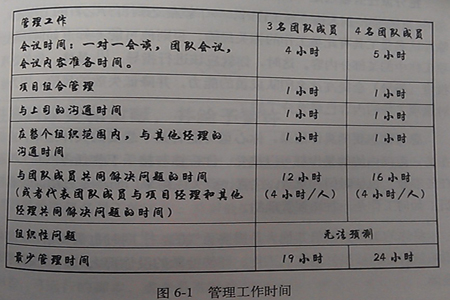 管理工作 3名团队成员 4名团队成员
会议时间：一对一会谈，团队会议， 4小时 5小时
会议内容准备时间。
项目组合管理 1小时 1小时
与上司的沟通时间 1小时 1小时
在整个组织范围内，与其他经理的 1小时 1小时
沟通时间
与团队成员共同解决问题的时间 12小时 16小时
(或者代表团队成员与项目经理和其他 (4小时/人) (4小时/人)
经理共同解决问题的时间)
组织性问题 无法预测
最少管理时间 19小时 24小时
图 6-1 管理工作时间